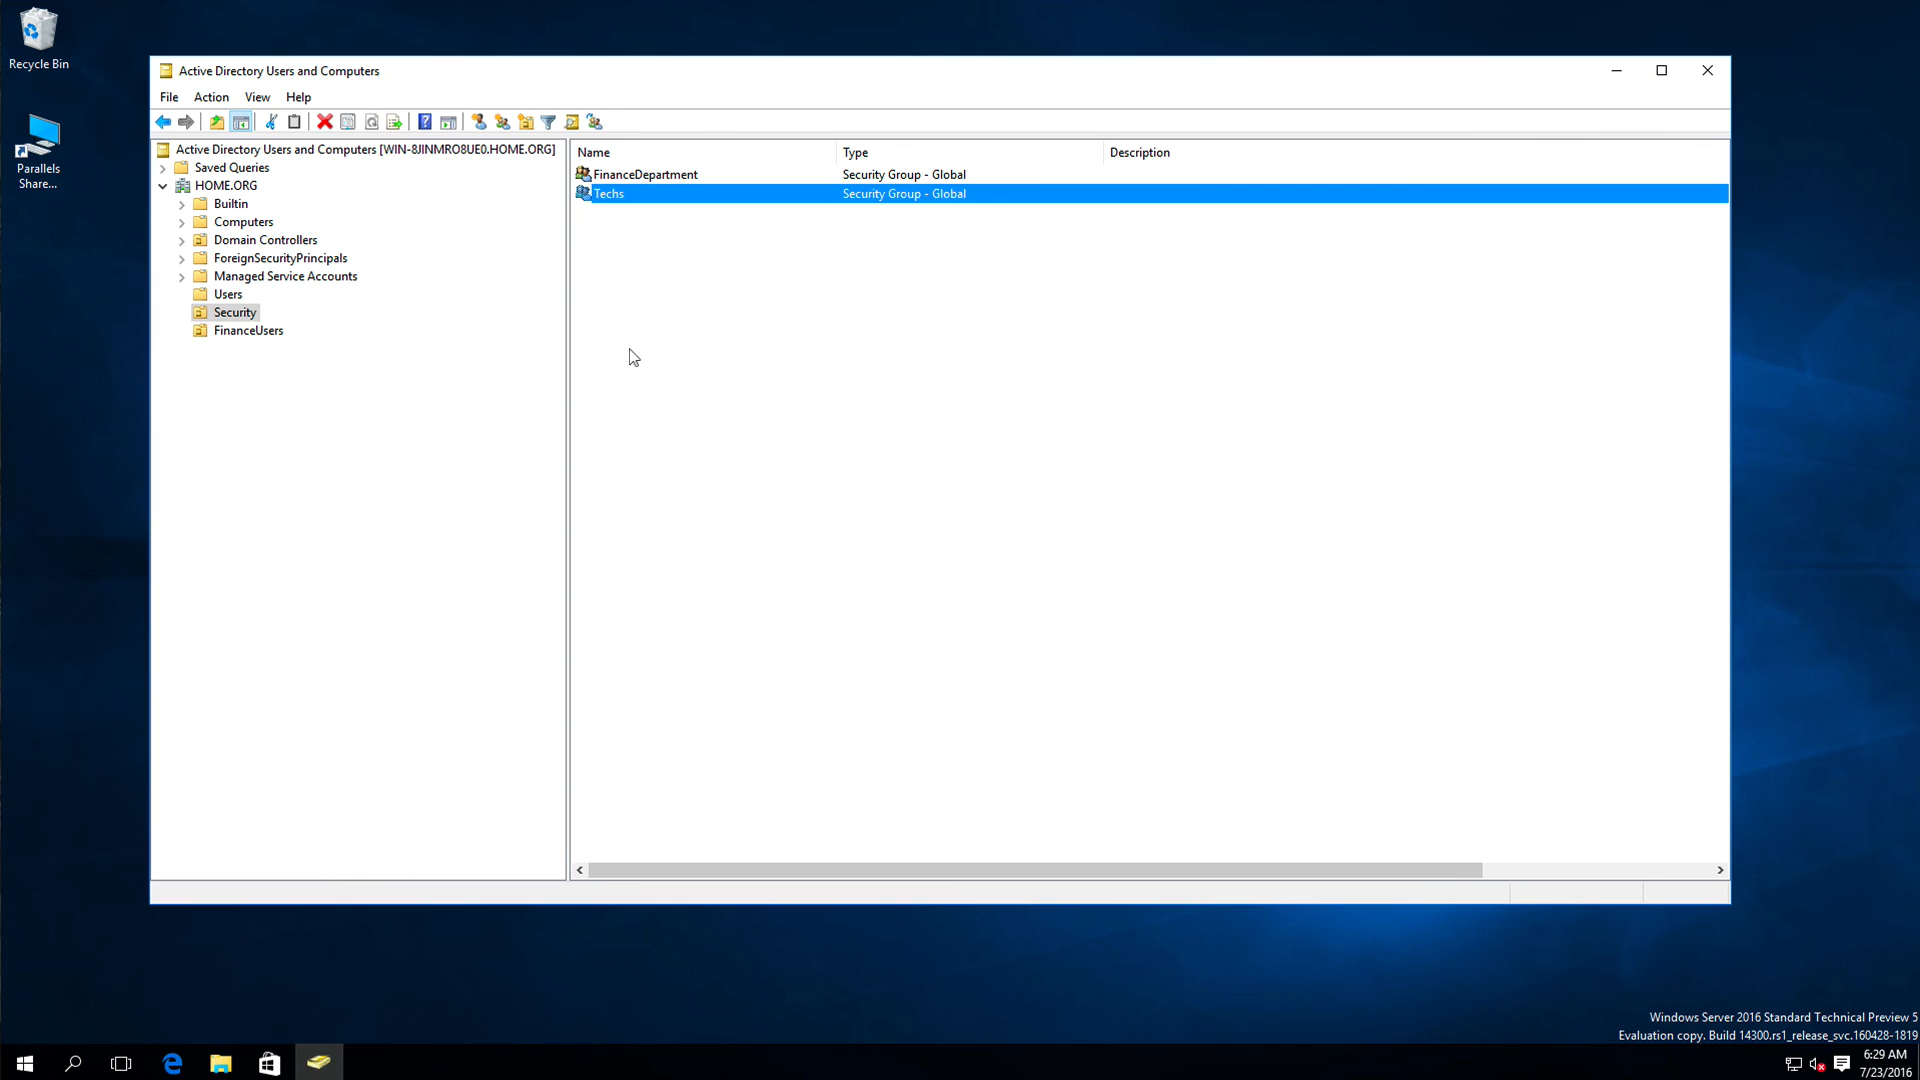 Recycle Bin
Parallels
Share...
Active Directory Users and Computers
File Action View Help
Active Directory Users and Computers [WIN-8JINMRO8UE0.HOME.ORG]
Saved Queries
HOME.ORG
Builtin
Computers
Domain Controllers
ForeignSecurityPrincipals
Managed Service Accounts
Users
Security
FinanceUsers
Name Type Description
FinanceDepartment Security Group - Global
Techs Security Group - Global
Windows Server 2016 Standard Technical Preview 5
Evaluation copy. Build 14300.rs1_release_svc.160428-1819
6:29 AM
7/23/2016